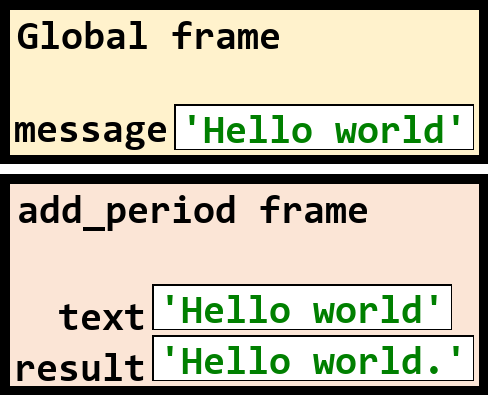 Global frame
message 'Hello world'
add_period frame
text 'Hello world'
result 'Hello world.'